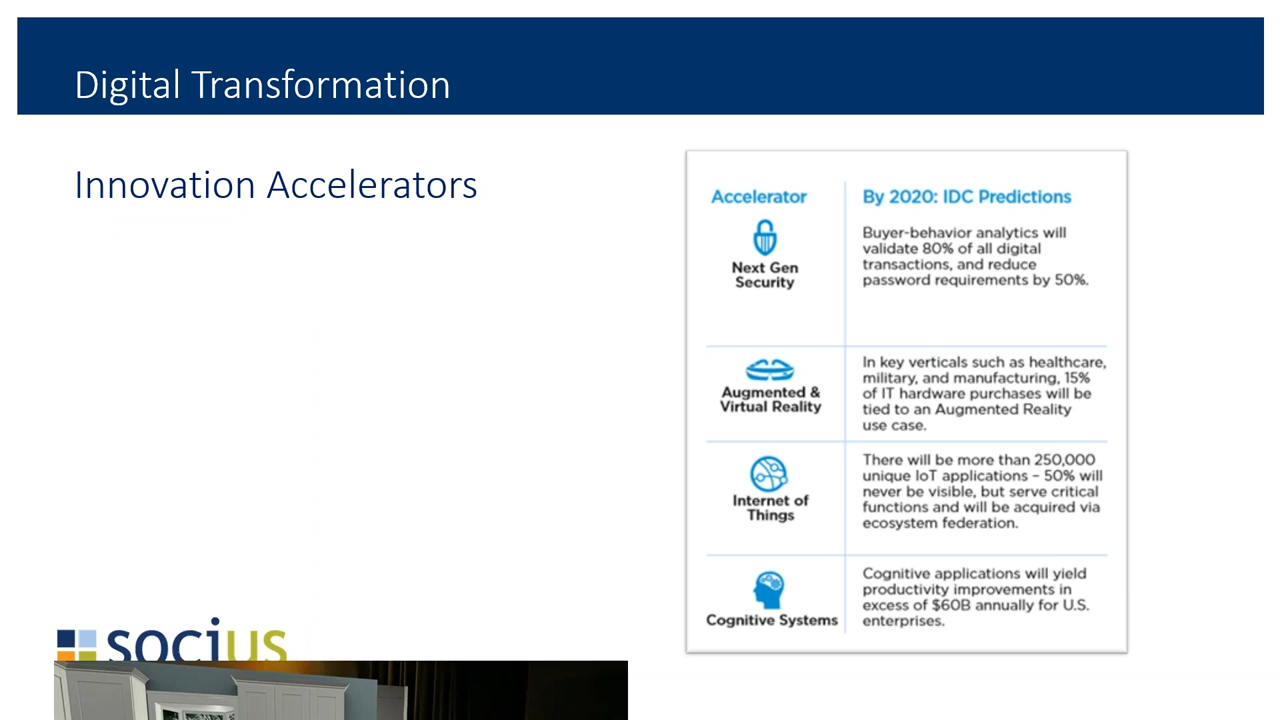 Digital Transformation
Innovation Accelerators
Accelerator
By 2020: IDC Predictions
Next Gen
Security
Buyer-behavior analytics will
validate 80% of all digital
transactions, and reduce
password requirements by 50%.
Augmented &
Virtual Reality
In key verticals such as healthcare,
military, and manufacturing, 15%
of IT hardware purchases will be
tied to an Augmented Reality
use case.
Internet of
Things
There will be more than 250,000
unique IoT applications – 50% will
never be visible, but serve critical
functions and will be acquired via
ecosystem federation.
Cognitive Systems
Cognitive applications will yield
productivity improvements in
excess of $60B annually for U.S.
enterprises.
socius